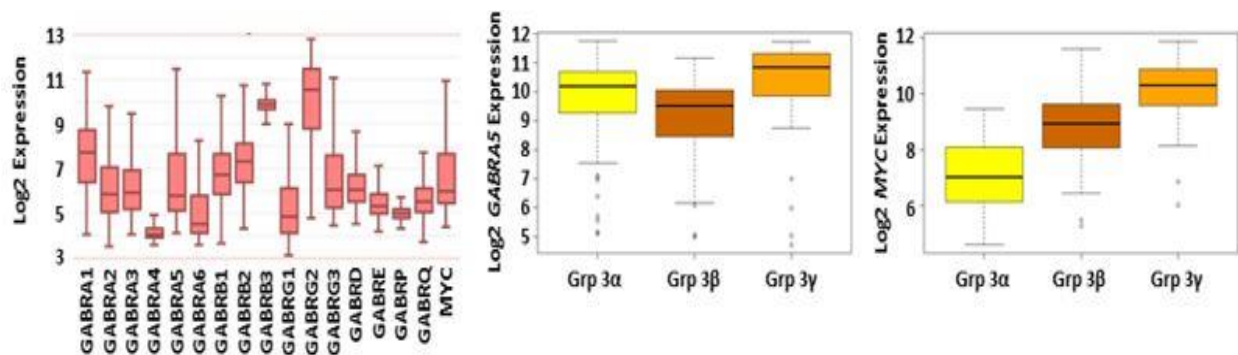 Log2 Expression
13
11
9
7
5
3
GABRA1
GABRA2
GABRA3
GABRA4
GABRA5
GABRA6
GABRB1
GABRB2
GABRB3
GABRG1
GABRG2
GABRG3
GABRD
GABRE
GABRP
GABRQ
MYC
Log2 GABRA5 Expression
12
11
10
9
8
7
6
5
Grp 3α
Grp 3β
Grp 3γ
Log2 MYC Expression
12
10
8
6
Grp 3α
Grp 3β
Grp 3γ